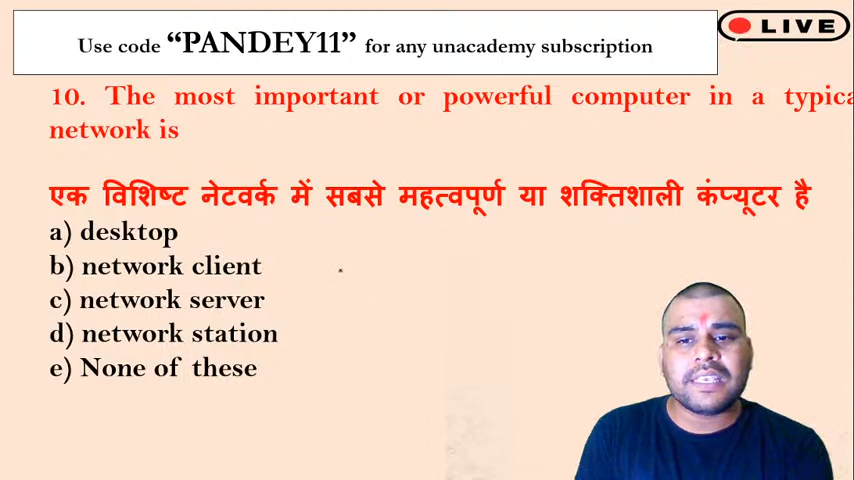 Use code “PANDEY11” for any unacademy subscription
LIVE
10. The most important or powerful computer in a typica
network is
एक विशिष्ट नेटवर्क में सबसे महत्वपूर्ण या शक्तिशाली कंप्यूटर है
a) desktop
b) network client
c) network server
d) network station
e) None of these